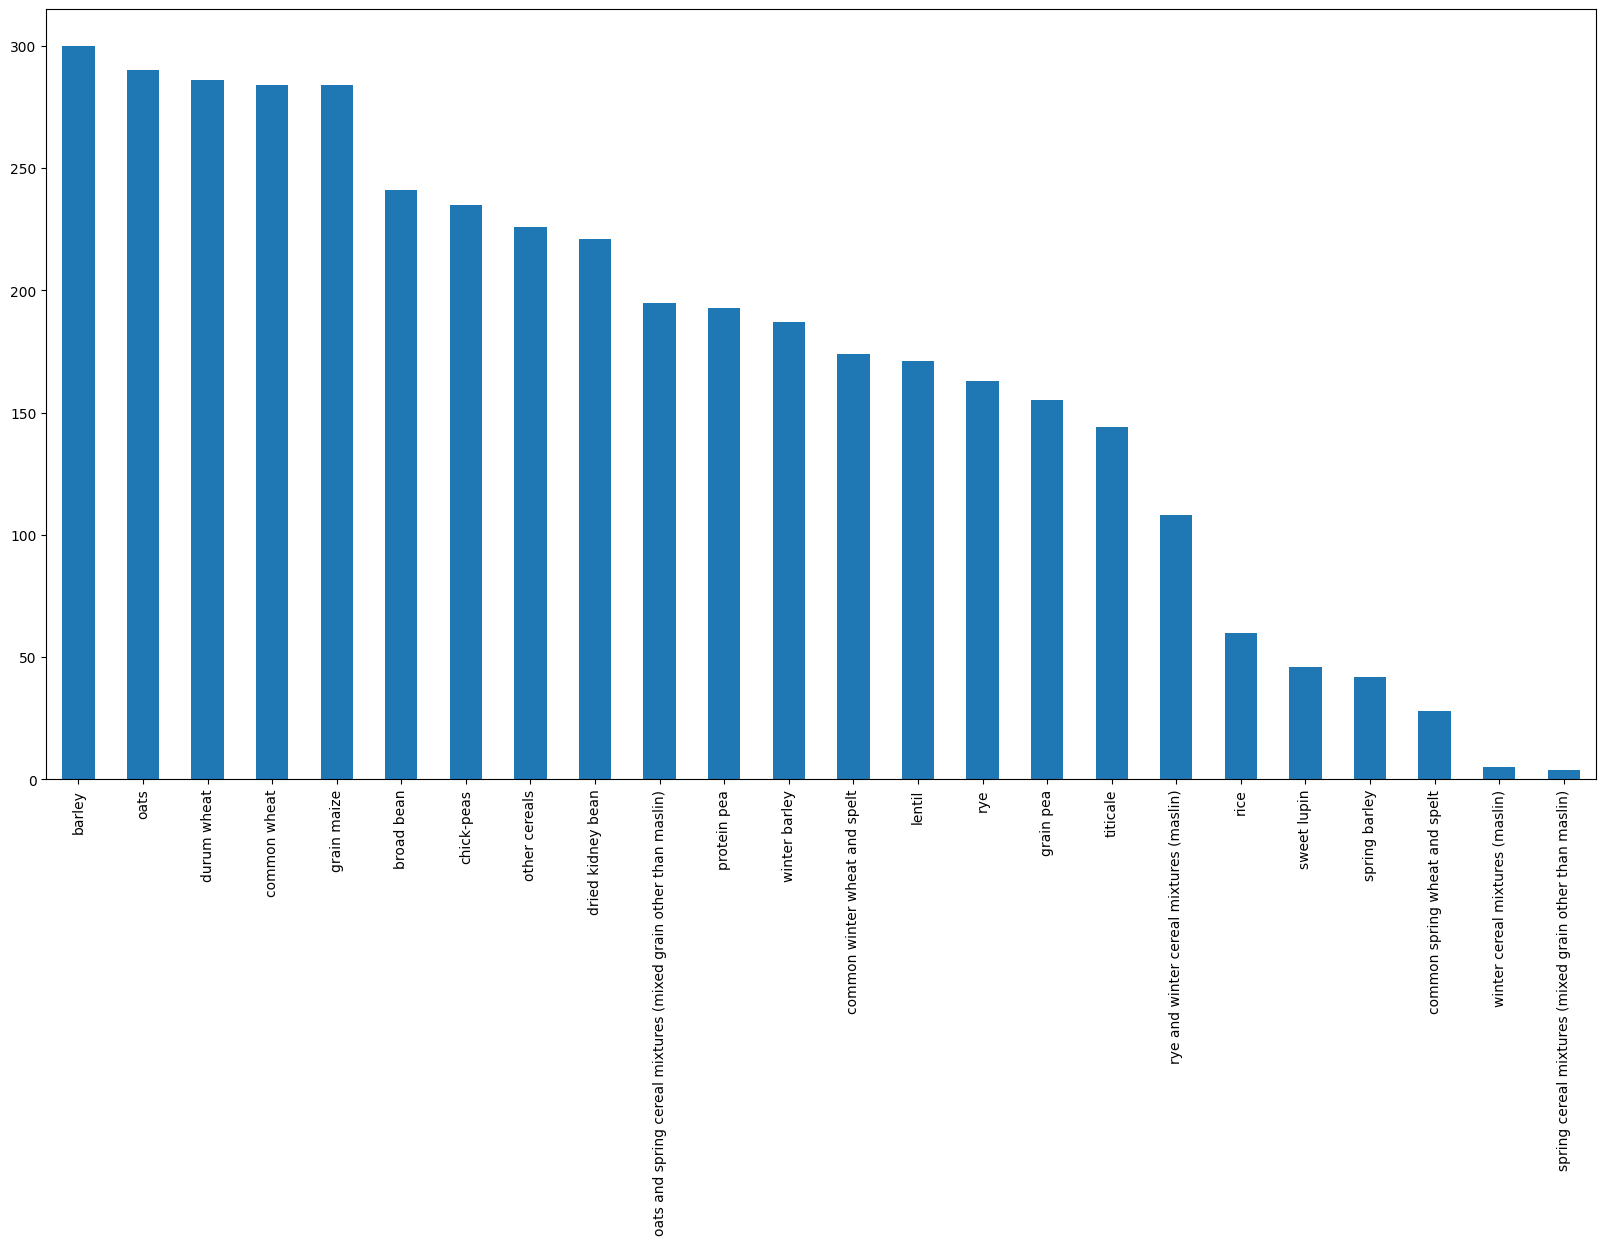 300
250
200
150
100
50
0
barley
oats
durum wheat
common wheat
grain maize
broad bean
chick-peas
other cereals
dried kidney bean
oats and spring cereal mixtures (mixed grain other than maslin)
protein pea
winter barley
common winter wheat and spelt
lentil
rye
grain pea
titicale
rye and winter cereal mixtures (maslin)
rice
sweet lupin
spring barley
common spring wheat and spelt
winter cereal mixtures (maslin)
spring cereal mixtures (mixed grain other than maslin)